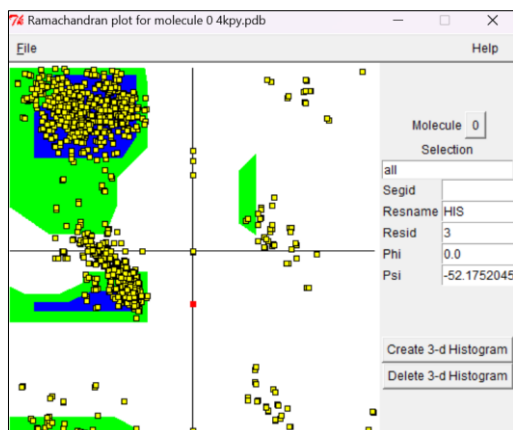 Ramachandran plot for molecule 0 4kpy.pdb
File Help
Molecule 0
Selection
all
Segid
Resname HIS
Resid 3
Phi 0.0
Psi -52.1752045
Create 3-d Histogram
Delete 3-d Histogram